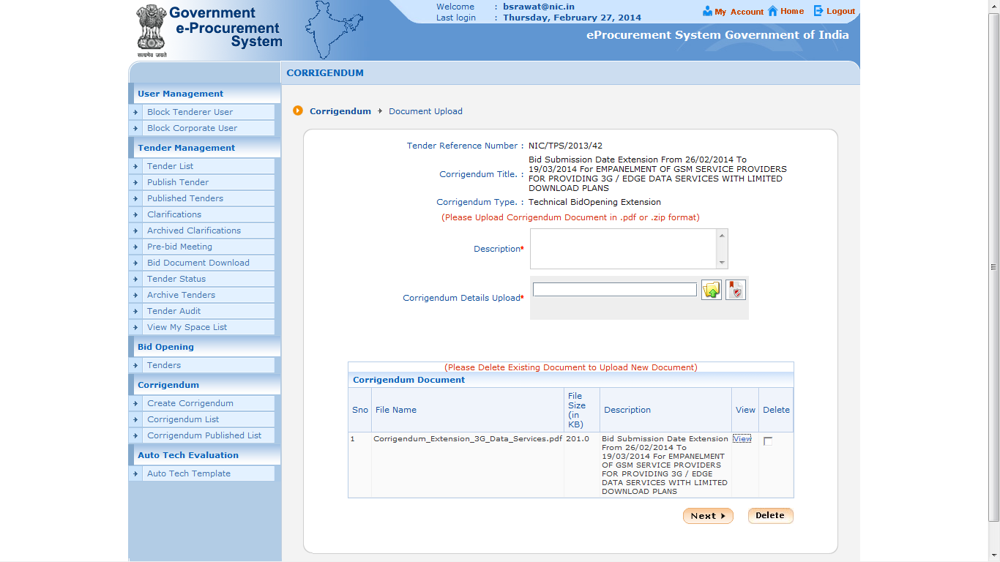 Government
e-Procurement
System
सत्यमेव जयते
Welcome : bsrawat@nic.in
Last login : Thursday, February 27, 2014
My Account Home Logout
eProcurement System Government of India
CORRIGENDUM
User Management
Block Tenderer User
Block Corporate User
Tender Management
Tender List
Publish Tender
Published Tenders
Clarifications
Archived Clarifications
Pre-bid Meeting
Bid Document Download
Tender Status
Archive Tenders
Tender Audit
View My Space List
Bid Opening
Tenders
Corrigendum
Create Corrigendum
Corrigendum List
Corrigendum Published List
Auto Tech Evaluation
Auto Tech Template
Corrigendum Document Upload
Tender Reference Number : NIC/TPS/2013/42
Corrigendum Title. : Bid Submission Date Extension From 26/02/2014 To
19/03/2014 For EMPANELMENT OF GSM SERVICE PROVIDERS
FOR PROVIDING 3G / EDGE DATA SERVICES WITH LIMITED
DOWNLOAD PLANS
Corrigendum Type. : Technical BidOpening Extension
(Please Upload Corrigendum Document in .pdf or .zip format)
Description*
Corrigendum Details Upload*
(Please Delete Existing Document to Upload New Document)
Corrigendum Document
Sno File Name File Size (in KB) Description View Delete
1 Corrigendum_Extension_3G_Data_Services.pdf 201.0 Bid Submission Date Extension View
From 26/02/2014 To
19/03/2014 For EMPANELMENT
OF GSM SERVICE PROVIDERS
FOR PROVIDING 3G / EDGE
DATA SERVICES WITH LIMITED
DOWNLOAD PLANS
Next Delete